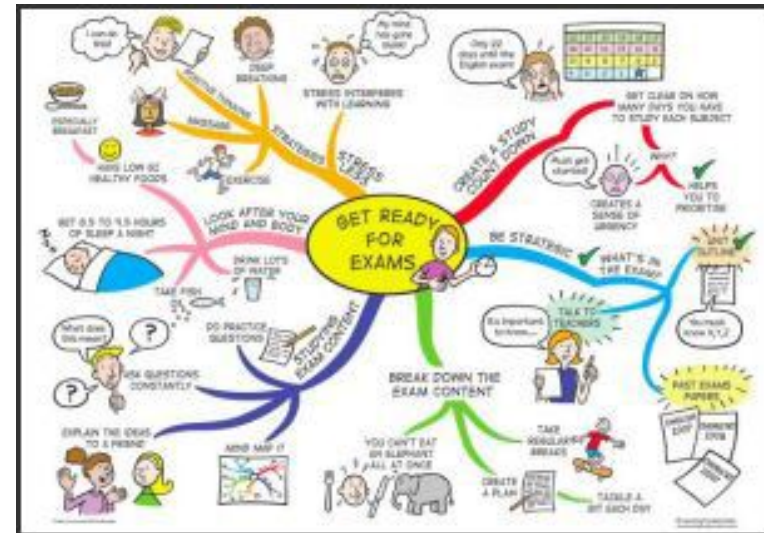 GET READY
FOR
EXAMS
CREATE A STUDY
COUNT DOWN
Only 22
days until the
English exam!
GET CLEAR ON HOW
MANY DAYS YOU HAVE
TO STUDY EACH SUBJECT
WHY?
Must get
started!
CREATES A
SENSE OF
URGENCY
HELPS
YOU TO
PRIORITISE
BE STRATEGIC
WHAT'S IN
THE EXAM?
UNIT
OUTLINE
You must
know X,Y,Z
TALK TO
TEACHERS
It's important
to know...
PAST EXAMS
PAPERS
BREAK DOWN THE
EXAM CONTENT
TAKE
REGULAR
BREAKS
CREATE
A PLAN
TACKLE A
BIT EACH DAY
YOU CAN'T EAT
AN ELEPHANT
ALL AT ONCE
STUDYING
EXAM CONTENT
DO PRACTICE
QUESTIONS
What does
this mean?
?
?
ASK QUESTIONS
CONSTANTLY
EXPLAIN THE IDEAS
TO A FRIEND
MIND MAP IT
LOOK AFTER YOUR
MIND AND BODY
ESPECIALLY
BREAKFAST
HAVE LOW GI
HEALTHY FOODS
GET 8.5 TO 9.5 HOURS
OF SLEEP A NIGHT
TAKE FISH
OIL
DRINK LOTS
OF WATER
STRESS
LESS
STRATEGIES
POSITIVE THINKING
I can do
this!
DEEP
BREATHING
MASSAGE
EXERCISE
My mind
has gone
blank!
STRESS INTERFERES
WITH LEARNING